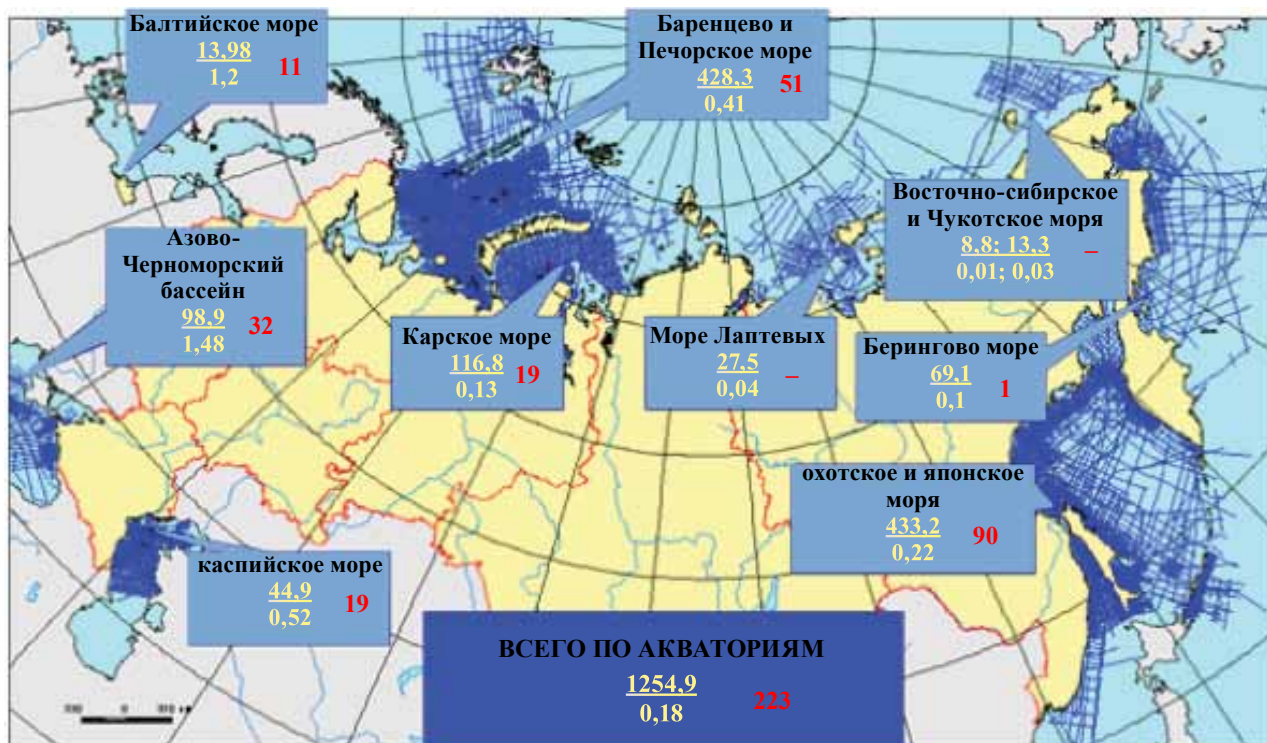 Балтийское море
13,98
1,2
11
Баренцево и
Печорское море
428,3
0,41
51
Восточно-сибирское
и Чукотское моря
8,8; 13,3
0,01; 0,03
–
Азово-
Черноморский
бассейн
98,9
1,48
32
Карское море
116,8
0,13
19
Море Лаптевых
27,5
0,04
–
Берингово море
69,1
0,1
1
охотское и японское
моря
433,2
0,22
90
каспийское море
44,9
0,52
19
ВСЕГО ПО АКВАТОРИЯМ
1254,9
0,18
223